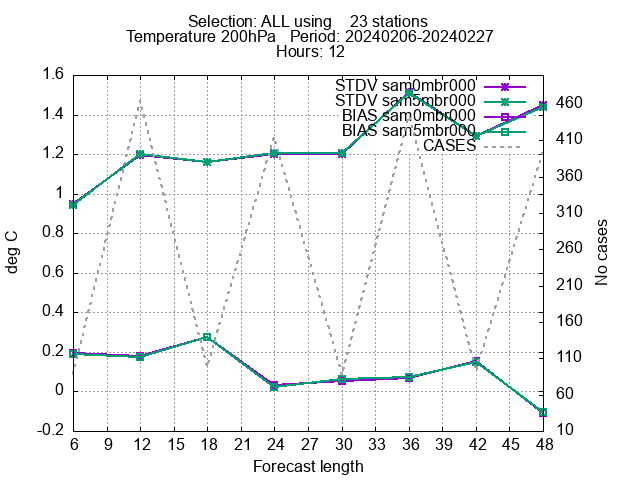 Selection: ALL using    23 stations
Temperature 200hPa   Period: 20240206-20240227
Hours: 12
STDV sam0mbr000
STDV sam5mbr000
BIAS sam0mbr000
BIAS sam5mbr000
CASES
1.6
1.4
1.2
1
0.8
0.6
0.4
0.2
0
-0.2
deg C
460
410
360
310
260
210
160
110
60
10
No cases
6 9 12 15 18 21 24 27 30 33 36 39 42 45 48
Forecast length